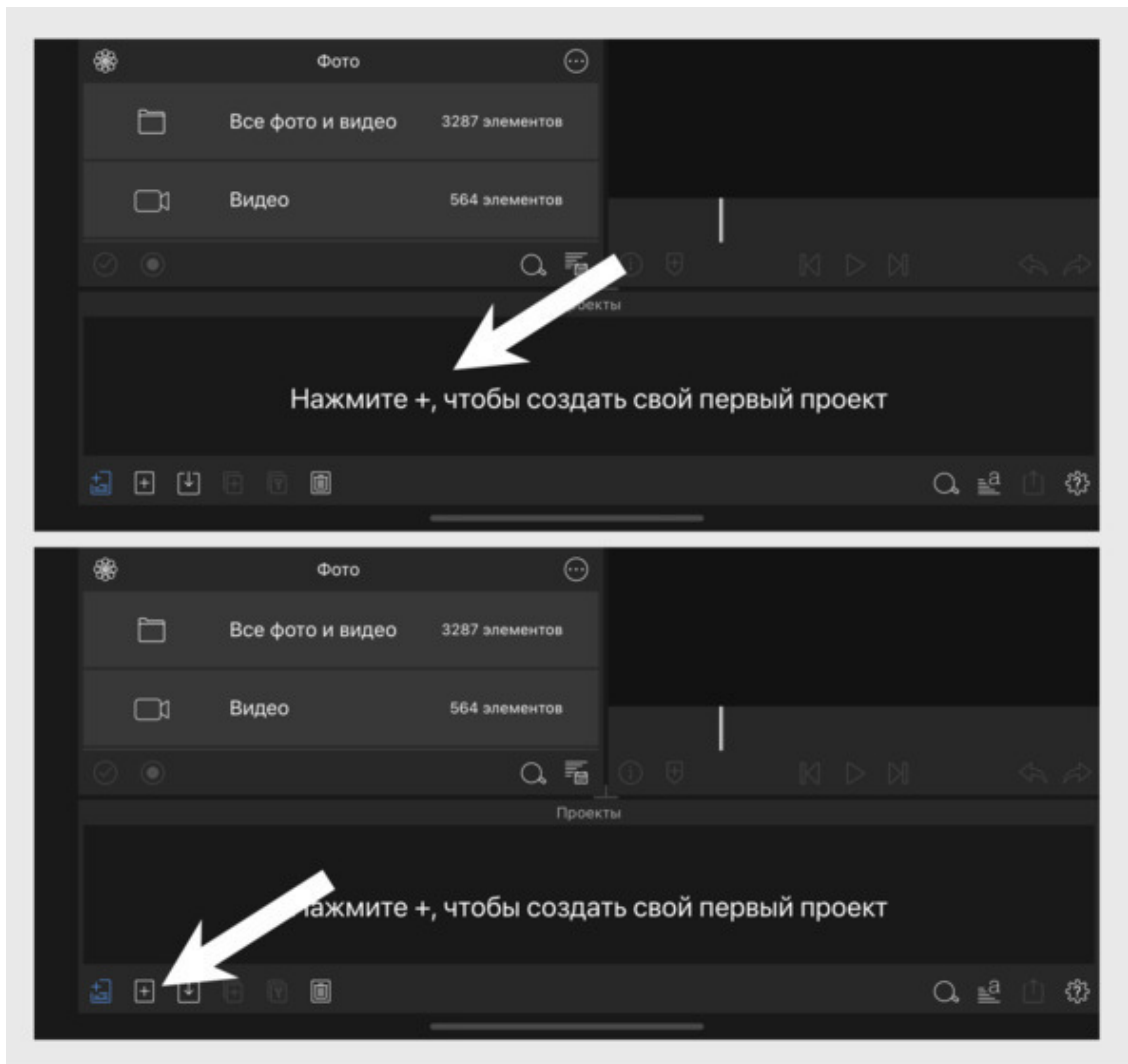 Фото
Все фото и видео 3287 элементов
Видео 564 элементов
Нажмите +, чтобы создать свой первый проект
Фото
Все фото и видео 3287 элементов
Видео 564 элементов
Проекты
чтобы создать свой первый проект